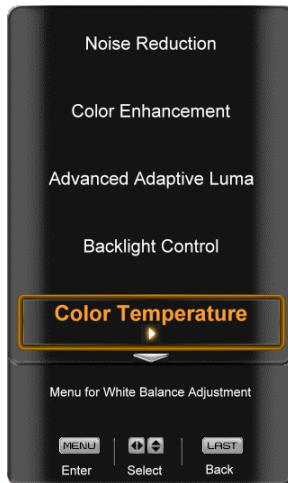 Noise Reduction
Color Enhancement
Advanced Adaptive Luma
Backlight Control
Color Temperature
Menu for White Balance Adjustment
MENU LAST
Enter Select Back